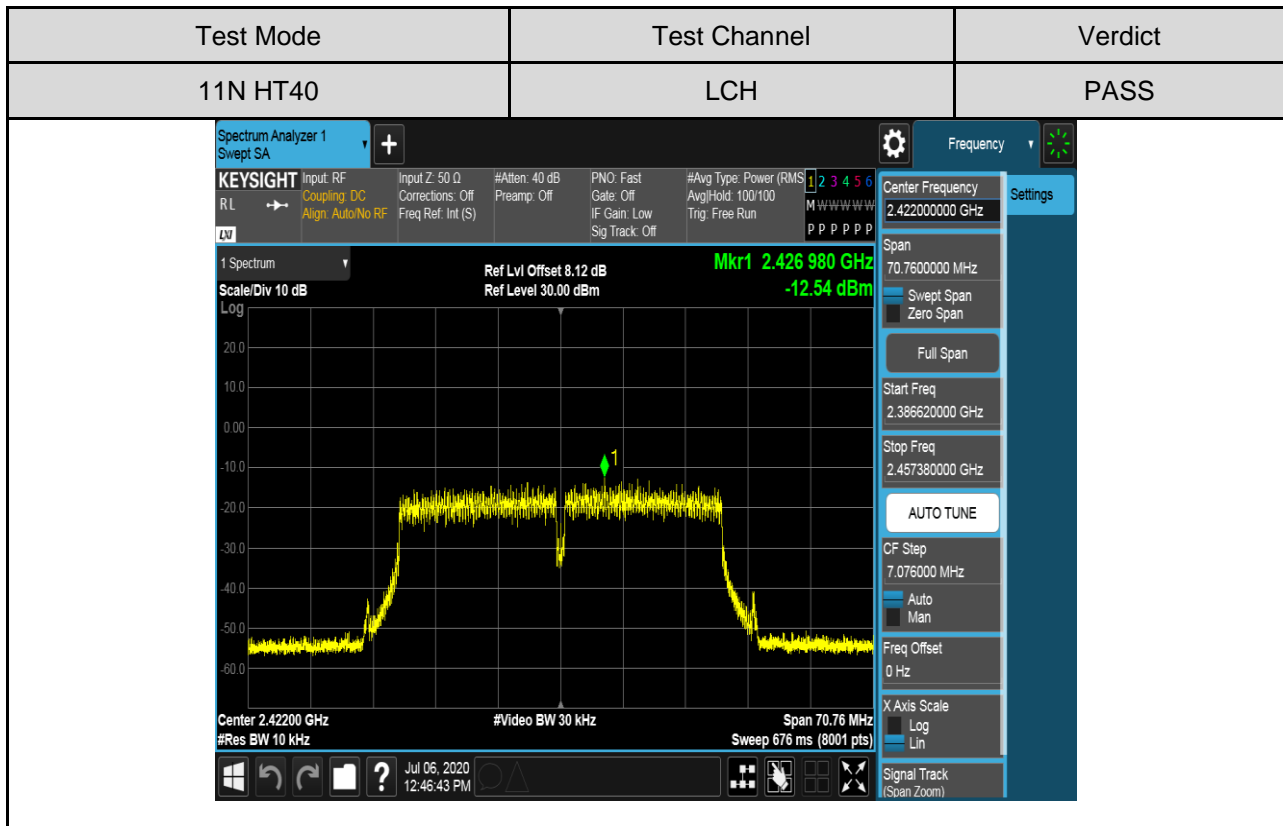 Test Mode Test Channel Verdict
11N HT40 LCH PASS
Spectrum Analyzer 1
Swept SA
+
Frequency
KEYSIGHT
RL
LXI
Input: RF
Coupling: DC
Align: Auto/No RF
Input Z: 50 Ω
Corrections: Off
Freq Ref: Int (S)
#Atten: 40 dB
Preamp: Off
PNO: Fast
Gate: Off
IF Gain: Low
Sig Track: Off
#Avg Type: Power (RMS
Avg|Hold: 100/100
Trig: Free Run
1 2 3 4 5 6
M W W W W W
P P P P P P
1 Spectrum
Scale/Div 10 dB
Ref Lvl Offset 8.12 dB
Ref Level 30.00 dBm
Mkr1 2.426 980 GHz
-12.54 dBm
Log
20.0
10.0
0.00
-10.0
-20.0
-30.0
-40.0
-50.0
-60.0
1
Center 2.42200 GHz
#Res BW 10 kHz
#Video BW 30 kHz
Span 70.76 MHz
Sweep 676 ms (8001 pts)
?
Jul 06, 2020
12:46:43 PM
Center Frequency
2.422000000 GHz
Settings
Span
70.7600000 MHz
Swept Span
Zero Span
Full Span
Start Freq
2.386620000 GHz
Stop Freq
2.457380000 GHz
AUTO TUNE
CF Step
7.076000 MHz
Auto
Man
Freq Offset
0 Hz
X Axis Scale
Log
Lin
Signal Track
(Span Zoom)